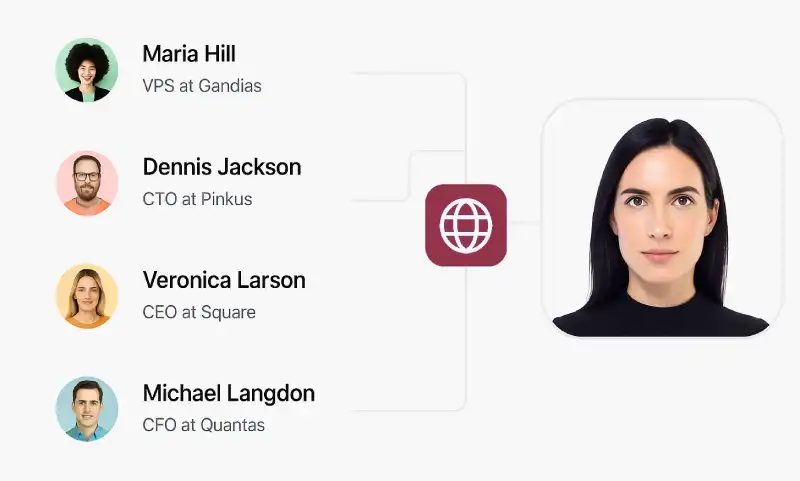 Maria Hill
VPS at Gandias
Dennis Jackson
CTO at Pinkus
Veronica Larson
CEO at Square
Michael Langdon
CFO at Quantas